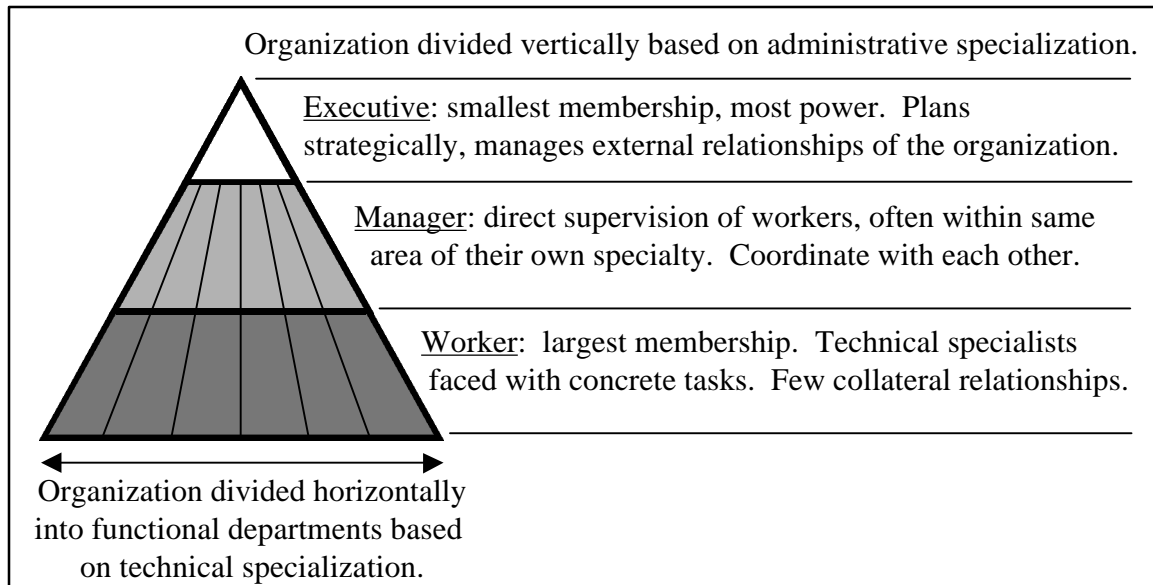 Organization divided vertically based on administrative specialization.
Executive: smallest membership, most power.  Plans
strategically, manages external relationships of the organization.
Manager: direct supervision of workers, often within same
area of their own specialty.  Coordinate with each other.
Worker:  largest membership.  Technical specialists
faced with concrete tasks.  Few collateral relationships.
Organization divided horizontally
into functional departments based
on technical specialization.